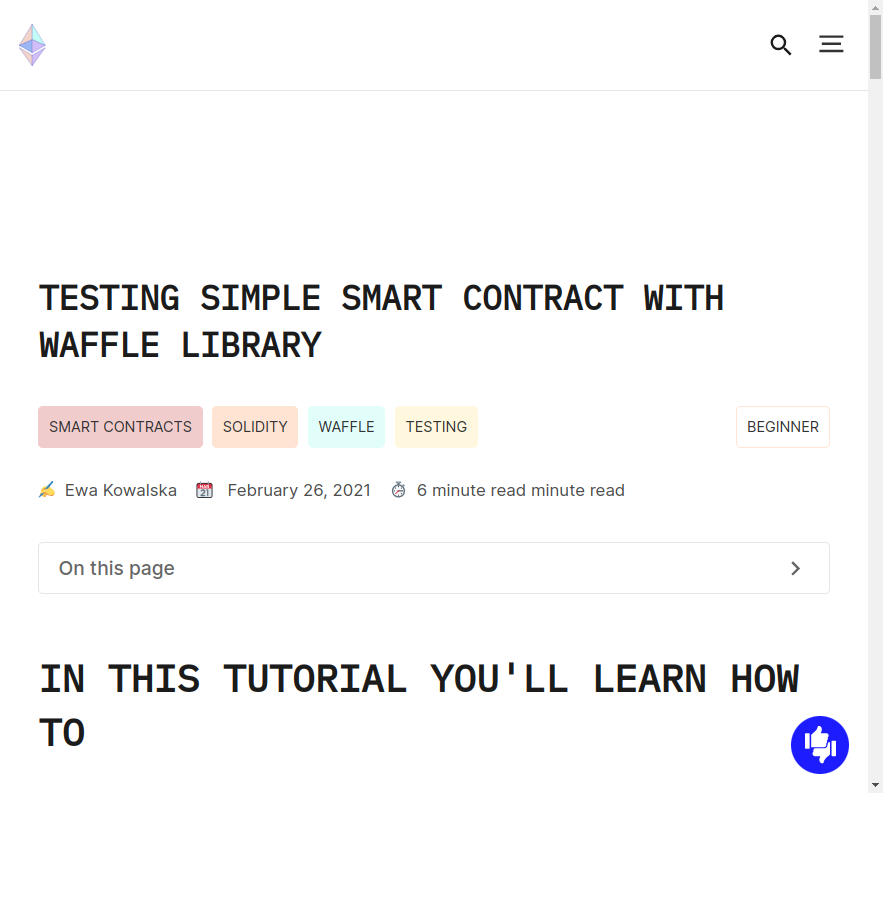 TESTING SIMPLE SMART CONTRACT WITH
WAFFLE LIBRARY
SMART CONTRACTS SOLIDITY WAFFLE TESTING BEGINNER
Ewa Kowalska February 26, 2021 6 minute read minute read
On this page
IN THIS TUTORIAL YOU'LL LEARN HOW
TO